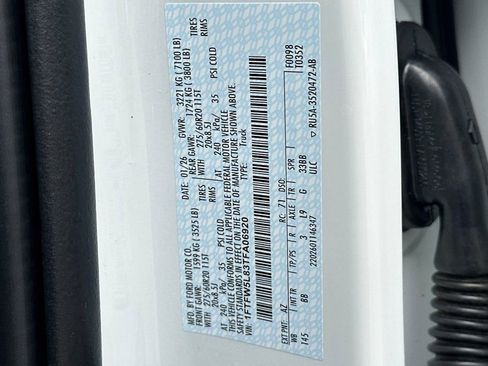 MFD. BY FORD MOTOR CO.
DATE: 01/26 GVWR: 3221 KG ( 7100 LB)
FRONT GAWR: 1599 KG ( 3525 LB) REAR GAWR: 1724 KG ( 3800 LB)
WITH 275/60R20 115T TIRES WITH 275/60R20 115T TIRES
20x8.5J RIMS 20x8.5J RIMS
AT 240 kPa/ 35 PSI COLD AT 240 kPa/ 35 PSI COLD
THIS VEHICLE CONFORMS TO ALL APPLICABLE FEDERAL MOTOR VEHICLE
SAFETY STANDARDS IN EFFECT ON THE DATE OF MANUFACTURE SHOWN ABOVE.
VIN: 1FTFW5L83TFA06920 TYPE: Truck
F0098
T0352
EXT PNT: AZ RC: 71 DSO:
WB INT TR TP/PS R AXLE TR SPR
145 BB 3 L9 G 33BB
2202601146347 ULC
RU5A-3520472-AB